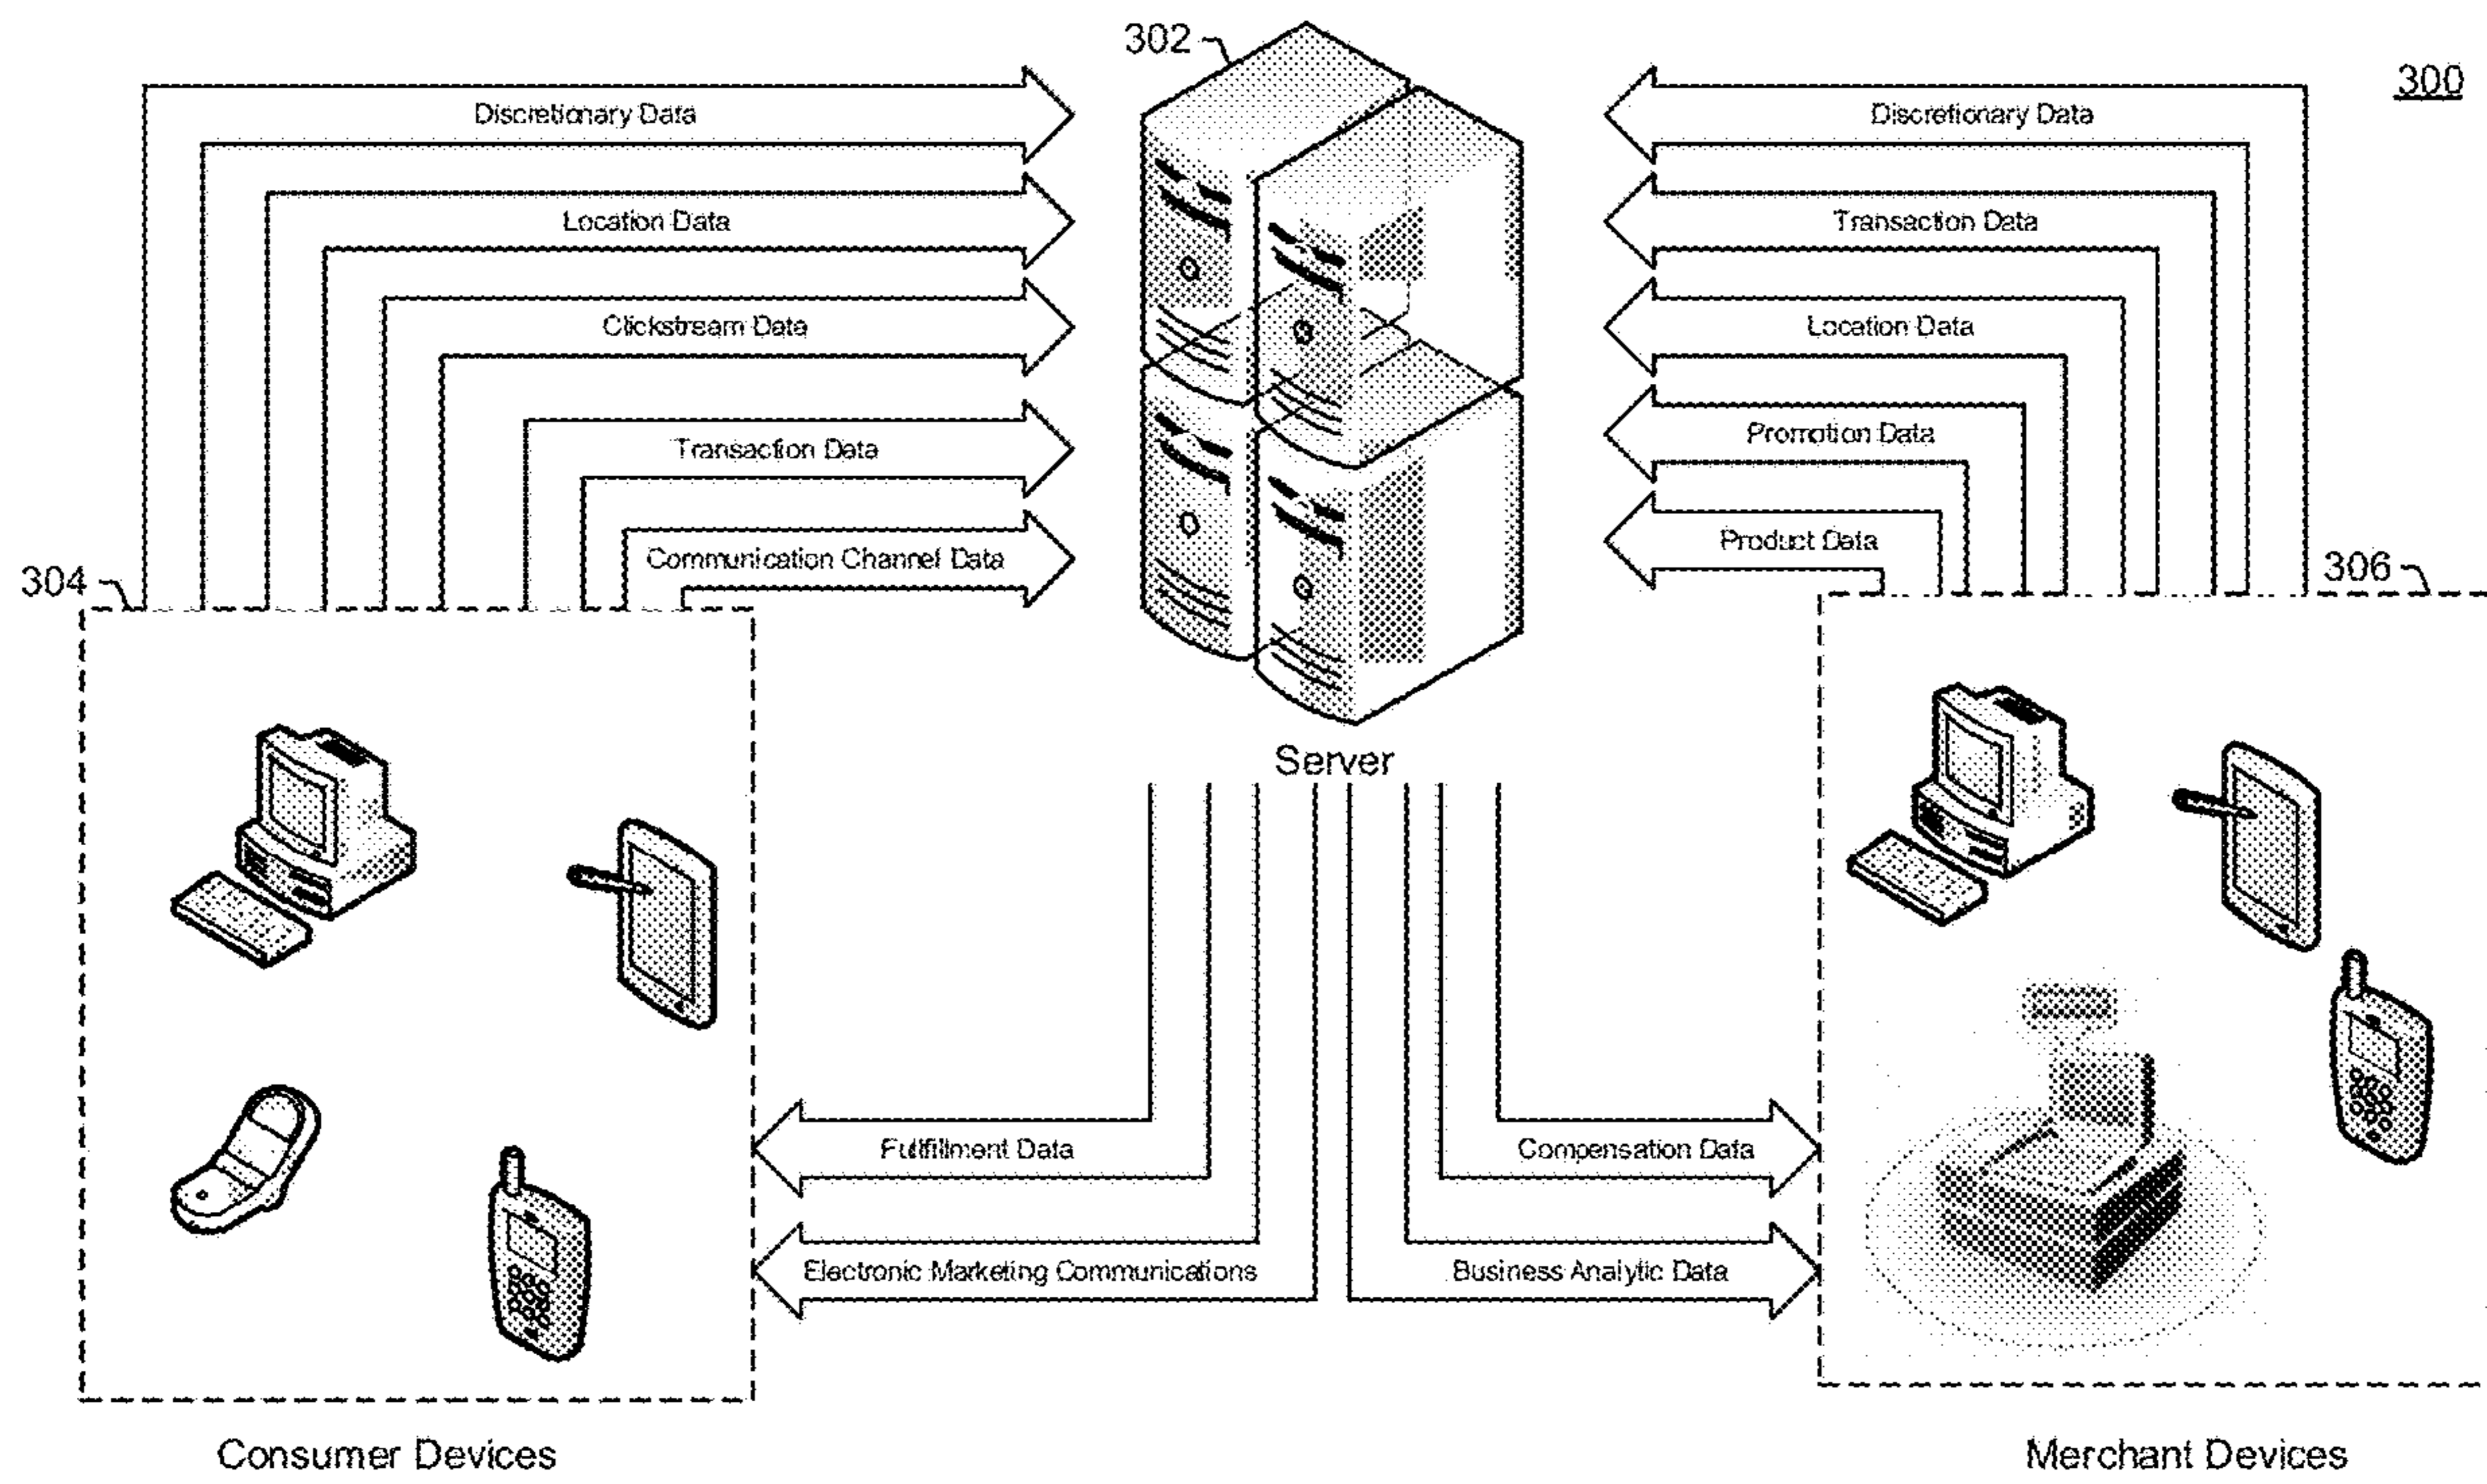 302
300
Discretionary Data
Discretionary Data
Location Data
Transaction Data
Clickstream Data
Location Data
Transaction Data
Promotion Data
Communication Channel Data
Product Data
304
306
Server
Fullfillment Data
Compensation Data
Electronic Marketing Communications
Business Analytic Data
Consumer Devices
Merchant Devices